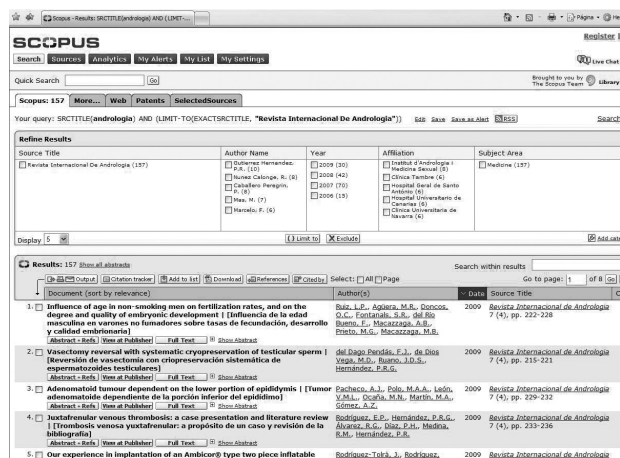 Scopus - Results: SRCTITLE(andrologia) AND (LIMIT-...
Página
SCOPUS
Register
Search Sources Analytics My Alerts My List My Settings
Live Chat
Quick Search Go
Brought to you by
The Scopus Team
Library
Scopus: 157 More... Web Patents SelectedSources
Your query: SRCTITLE(andrologia) AND (LIMIT-TO(EXACTSRCTITLE, "Revista Internacional De Andrologia")) Edit Save Save as Alert RSS
Refine Results
Source Title Author Name Year Affiliation Subject Area
Revista Internacional De Andrologia (157)
Gutierrez Hernandez, P.R. (10)
Nunez Calonge, R. (8)
Caballero Peregrin, P. (8)
Mas, M. (7)
Marcelo, F. (6)
2009 (30)
2008 (42)
2007 (70)
2006 (15)
Institut d'Andrologia i Medicina Sexual (8)
Clinica Tambre (6)
Hospital Geral de Santo António (6)
Hospital Universitario de Canarias (6)
Clinica Universitaria de Navarra (6)
Medicine (157)
Display 5 Limit to Exclude
Results: 157 Show all abstracts
Search within results
Output Citation tracker Add to list Download References Cited by Select: All Page
Go to page: 1 of 8 Go
Document (sort by relevance) Author(s) Date Source Title
1. Influence of age in non-smoking men on fertilization rates, and on the
degree and quality of embryonic development | [Influencia de la edad
masculina en varones no fumadores sobre tasas de fecundación, desarrollo
y calidad embrionaria]
Abstract + Refs View at Publisher Full Text Show Abstract
Ruiz, L.P., Agüera, M.R., Doncos,
O.C., Fontanals, S.R., del Río
Bueno, F., Macazzaga, A.B.,
Prieto, M.G., Macazzaga, M.B.
2009 Revista Internacional de Andrologia
7 (4), pp. 222-228
2. Vasectomy reversal with systematic cryopreservation of testicular sperm |
[Reversión de vasectomía con criopreservación sistemática de
espermatozoides testiculares]
Abstract + Refs View at Publisher Full Text Show Abstract
del Dago Pendás, F.J., de Dios
Vega, M.D., Ruano, J.D.S.,
Hernández, P.R.G.
2009 Revista Internacional de Andrologia
7 (4), pp. 215-221
3. Adenomatoid tumour dependent on the lower portion of epididymis | [Tumor
adenomatoide dependiente de la porción inferior del epidídimo]
Abstract + Refs View at Publisher Full Text Show Abstract
Pacheco, A.J., Polo, M.A.A., León,
V.M.L., Ocaña, M.N., Martín, M.A.,
Gómez, A.Z.
2009 Revista Internacional de Andrologia
7 (4), pp. 229-232
4. Juxtafrenular venous thrombosis: a case presentation and literature review
| [Trombosis venosa yuxtafrenular: a propósito de un caso y revisión de la
bibliografía]
Abstract + Refs View at Publisher Full Text Show Abstract
Rodríguez, E.P., Hernández, P.R.G.,
Álvarez, R.G., Díaz, P.H., Medina,
R.M., Hernández, P.R.
2009 Revista Internacional de Andrologia
7 (4), pp. 233-236
5. Our experience in implantation of an Ambicor® type two piece inflatable
Rodríguez-Tolrà, J., Rodríguez,
2009 Revista Internacional de Andrologia